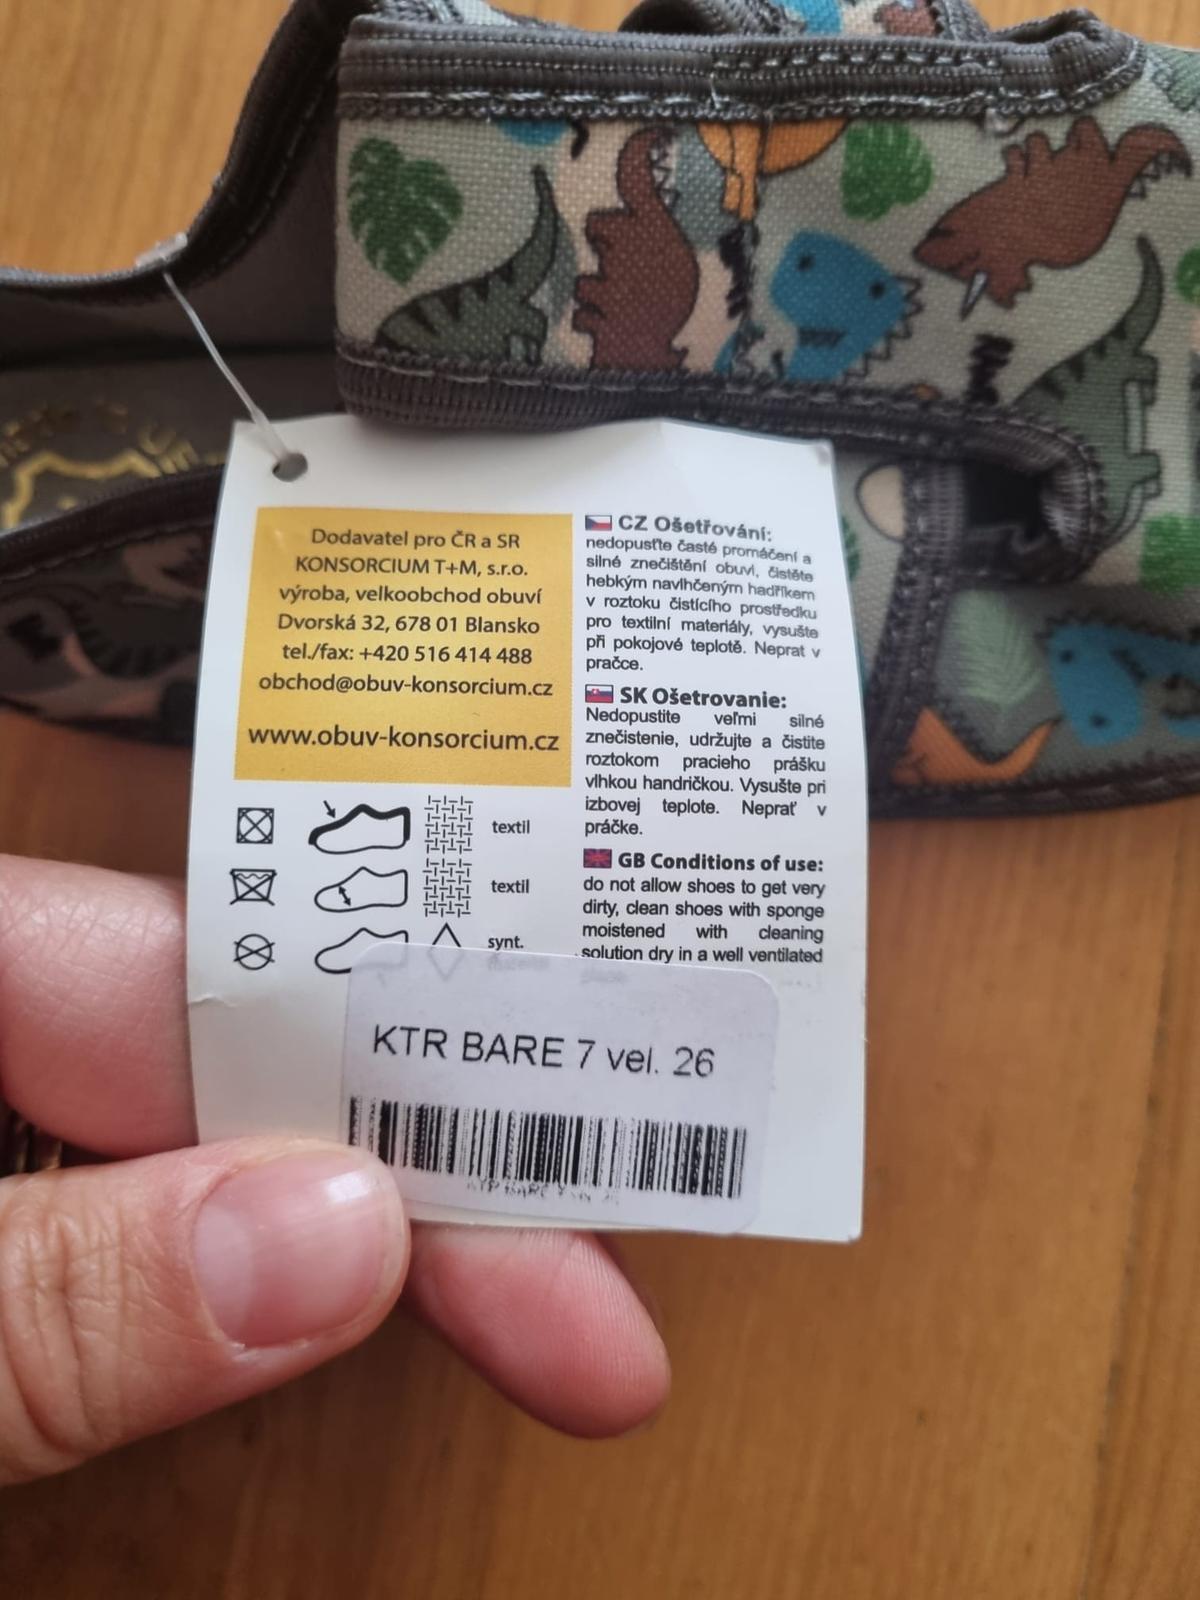 Dodavatel pro ČR a SR
KONSORCIUM T+M, s.r.o.
výroba, velkoobchod obuví
Dvorská 32, 678 01 Blansko
tel./fax: +420 516 414 488
obchod@obuv-konsorcium.cz
www.obuv-konsorcium.cz
textil
textil
synt.
CZ Ošetřování:
nedopusťte časté promáčení a
silné znečištění obuvi, čistěte
hebkým navlhčeným hadříkem
v roztoku čistícího prostředku
pro textilní materiály, vysušte
při pokojové teplotě. Neprat v
pračce.
SK Ošetrovanie:
Nedopustite veľmi silné
znečistenie, udržujte a čistite
roztokom pracieho prášku
vlhkou handričkou. Vysušte pri
izbovej teplote. Neprať v
práčke.
GB Conditions of use:
do not allow shoes to get very
dirty, clean shoes with sponge
moistened with cleaning
solution dry in a well ventilated
KTR BARE 7 vel. 26